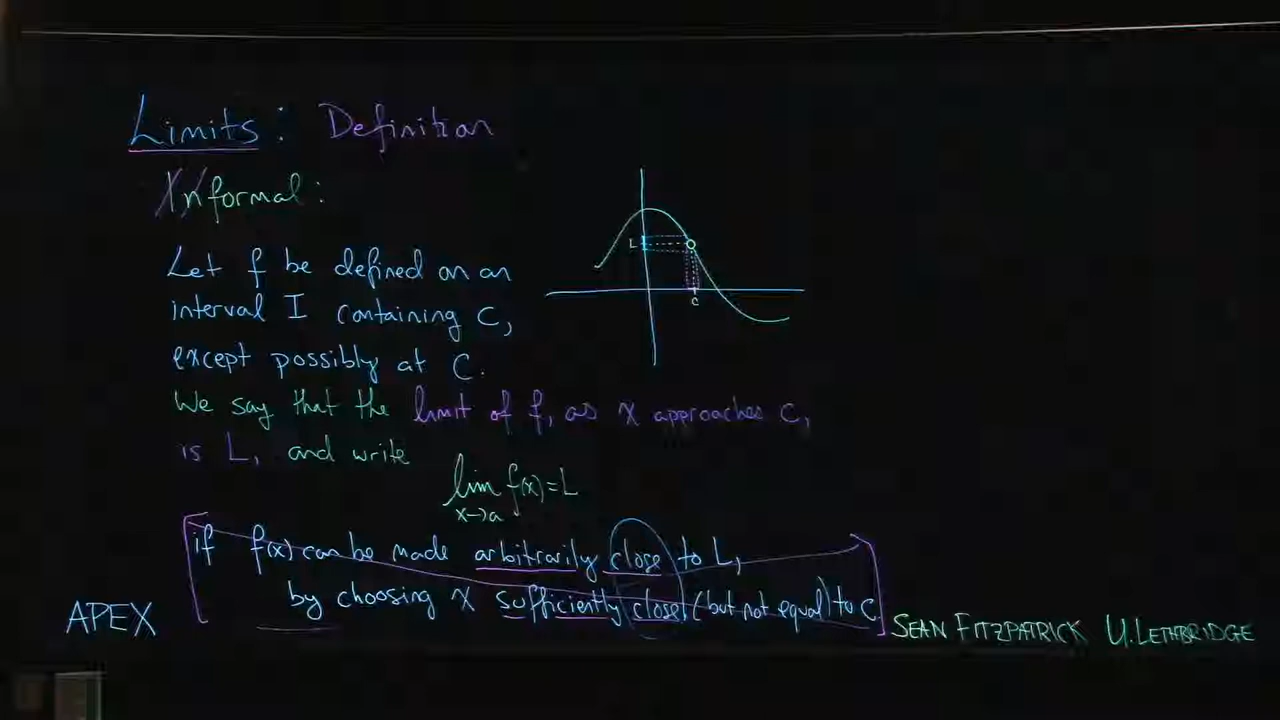 Limits: Definition
Informal:
Let f be defined on an
interval I containing c,
except possibly at c.
We say that the limit of f, as x approaches c,
is L, and write
lim f(x)=L
x→a
if f(x) can be made arbitrarily close to L,
by choosing x sufficiently close (but not equal) to c
L
c
APEX
SEAN FITZPATRICK U. LETHBRIDGE